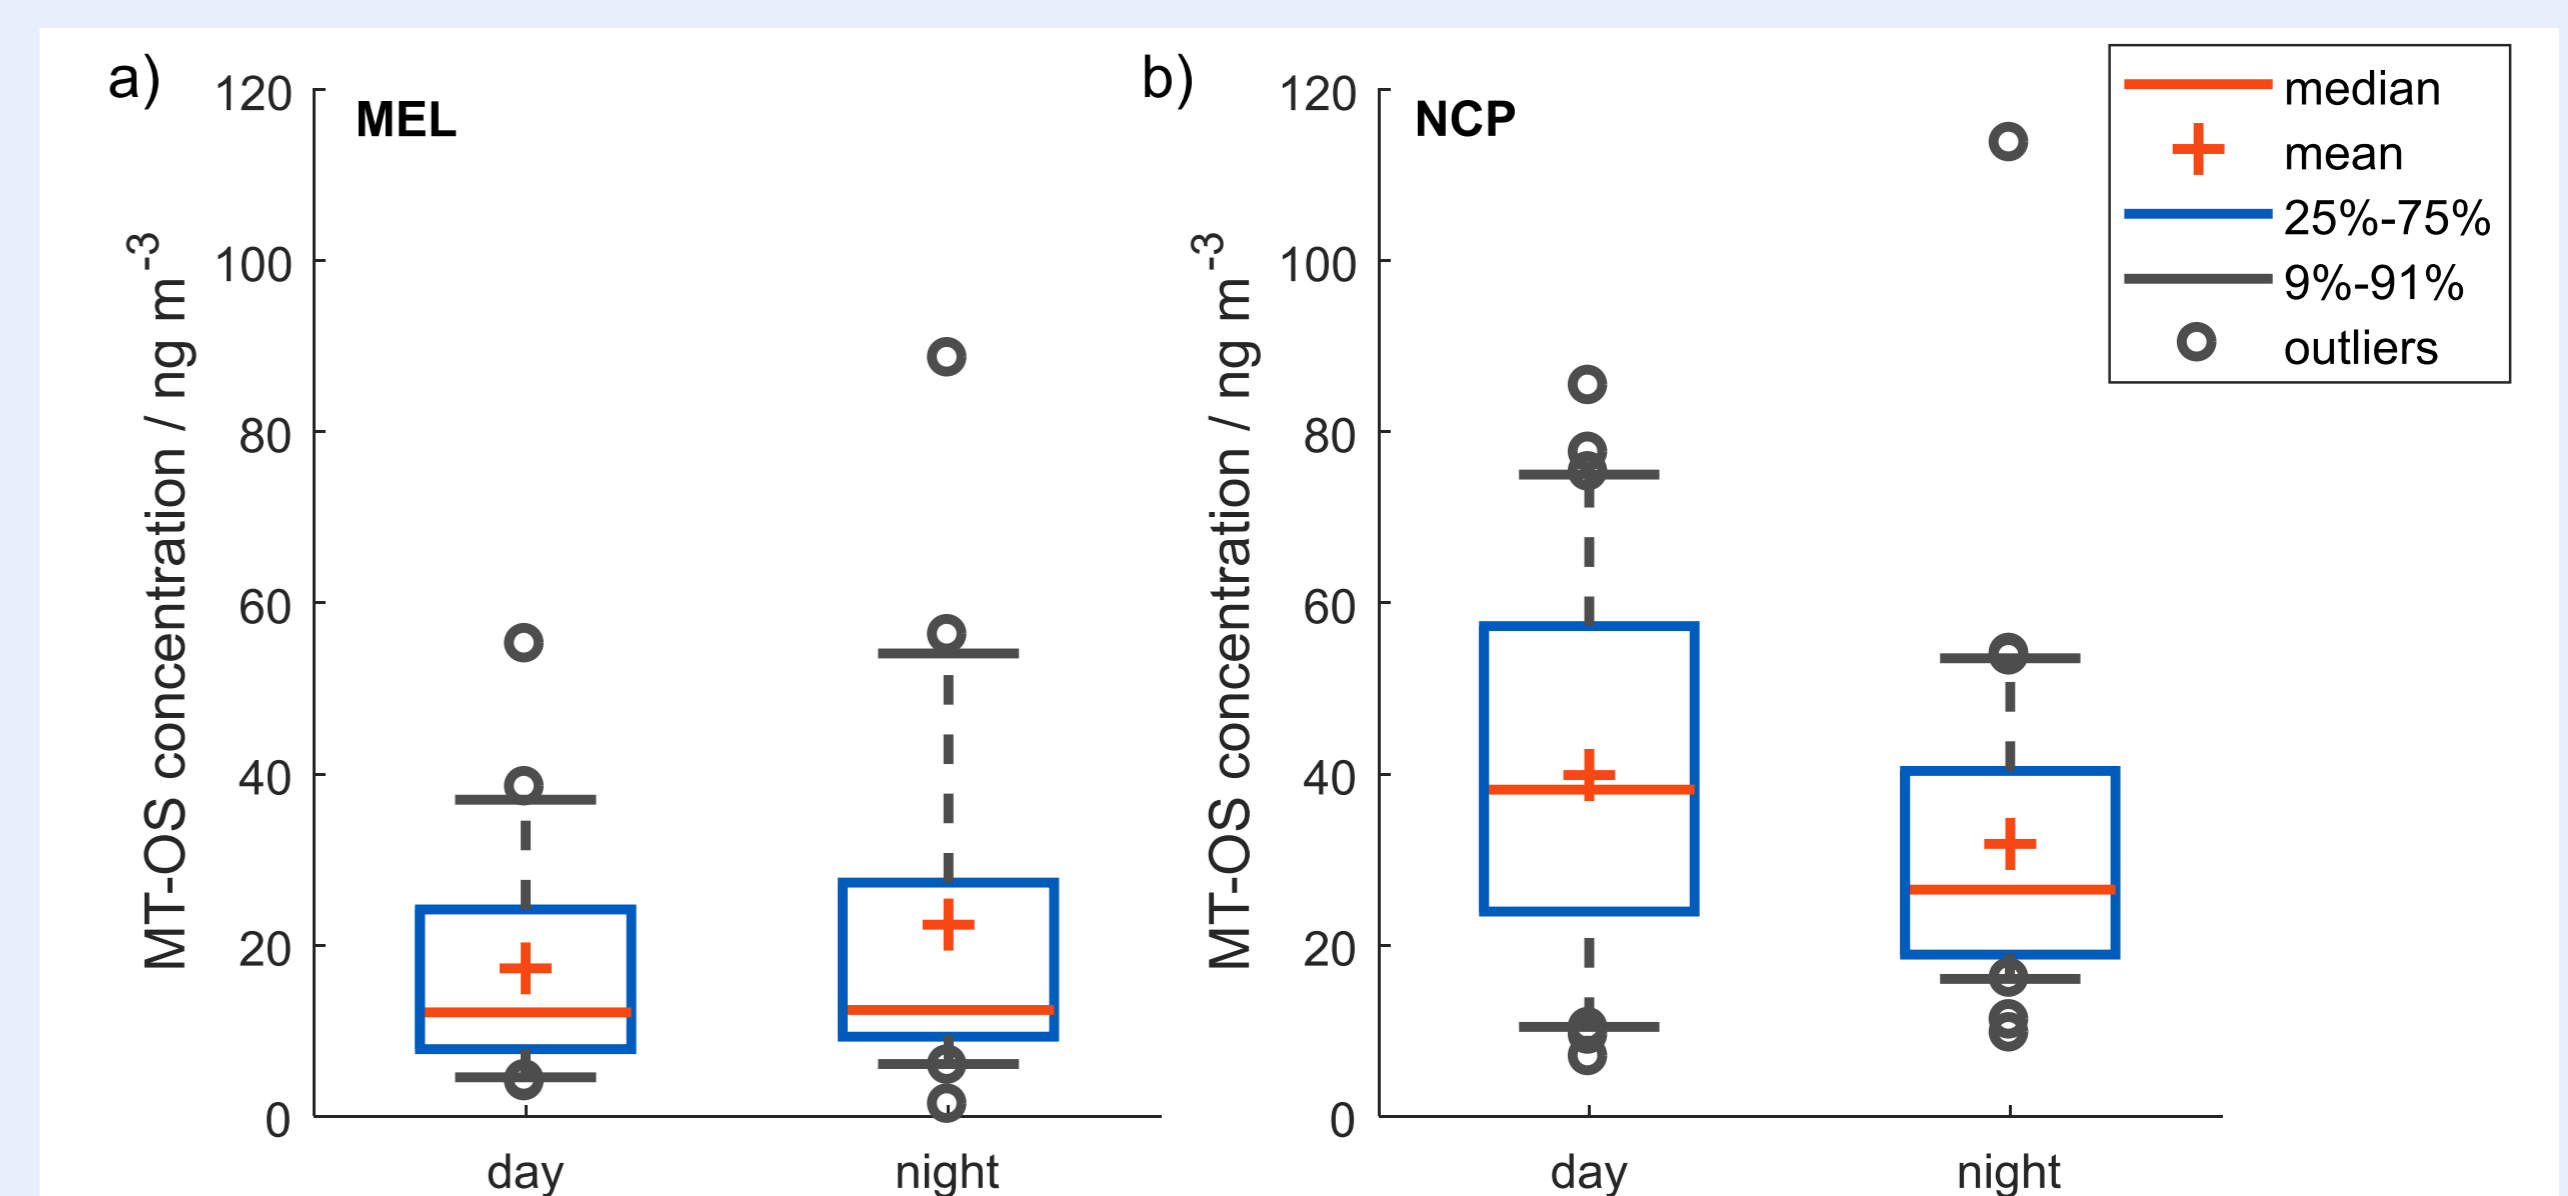 a)
MEL
120
100
80
60
40
20
0
MT-OS concentration / ng m⁻³
day
night
b)
NCP
120
100
80
60
40
20
0
MT-OS concentration / ng m⁻³
day
night
median
mean
25%-75%
9%-91%
outliers